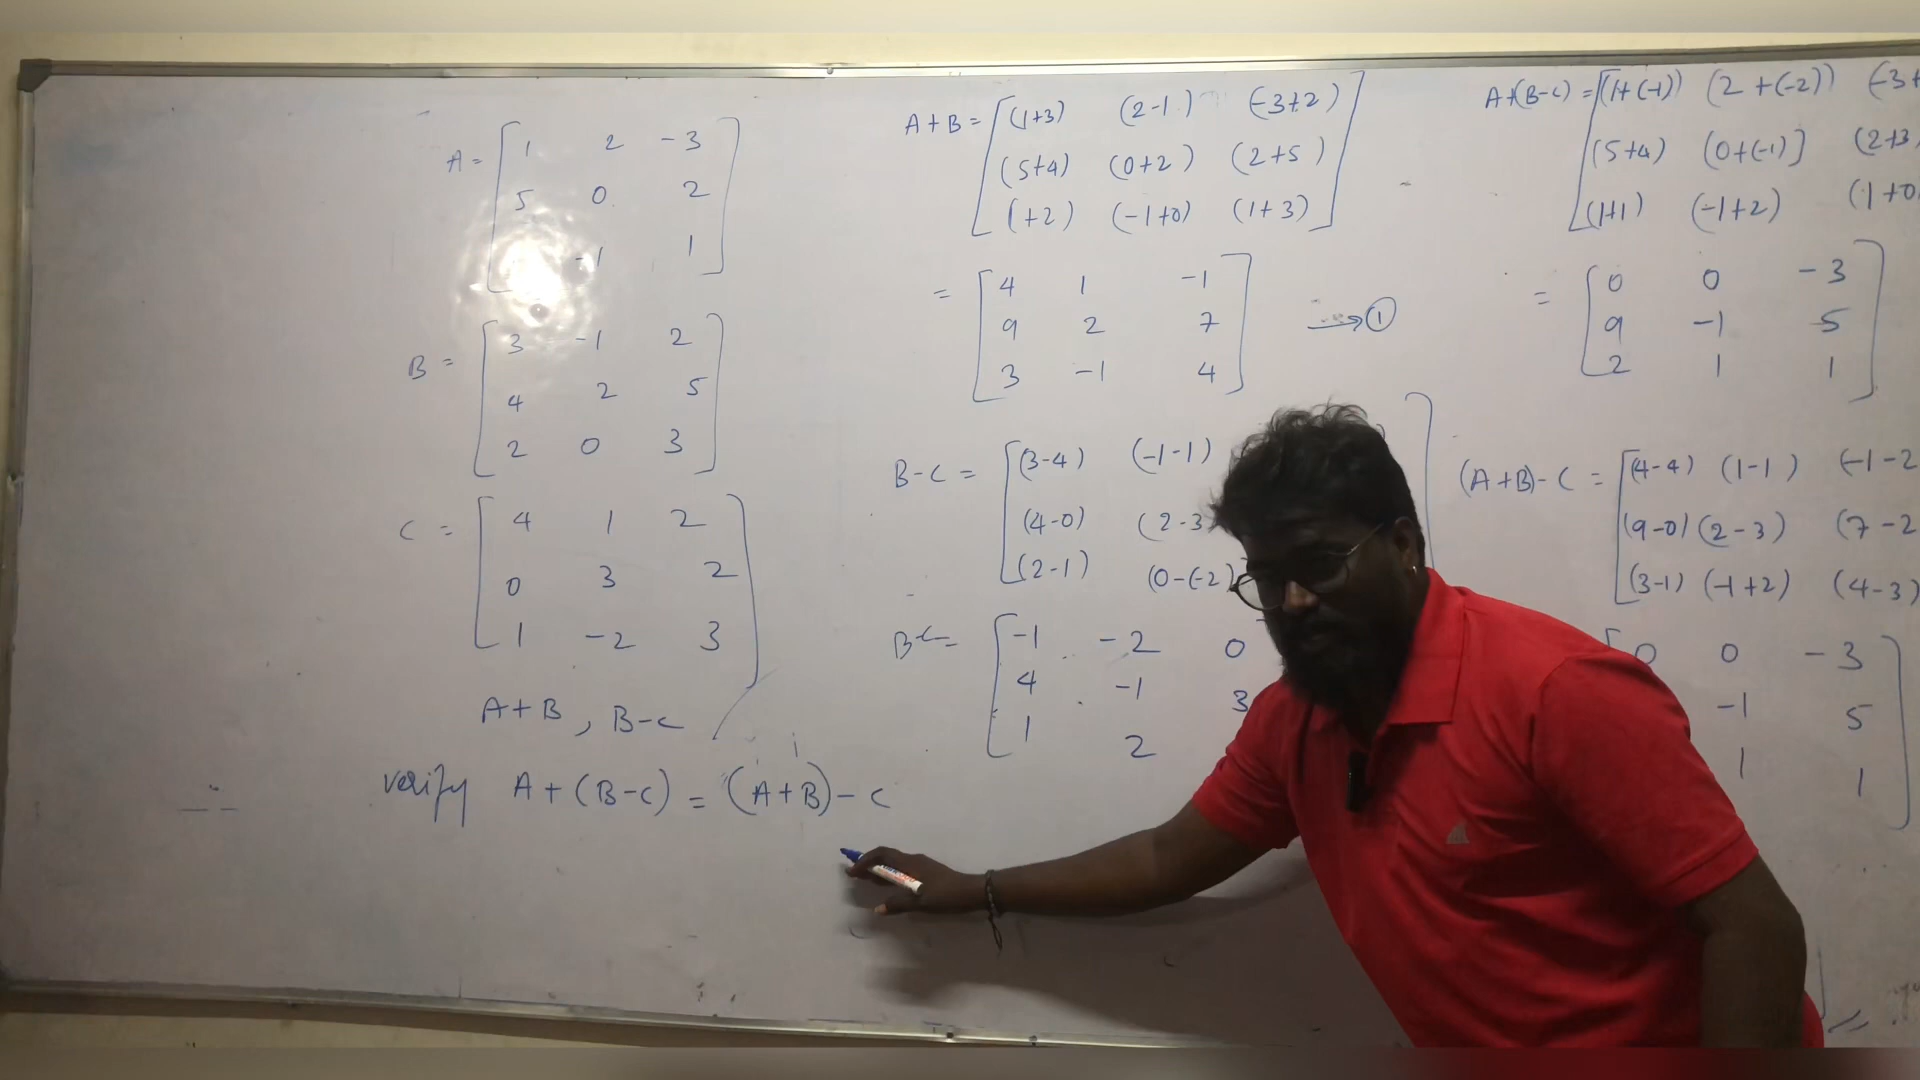 A = [ 1 2 -3
5 0 2
-1 1 ]
B = [ 3 -1 2
4 2 5
2 0 3 ]
C = [ 4 1 2
0 3 2
1 -2 3 ]
A+B , B-C
verify A+(B-C) = (A+B)-C
A+B = [ (1+3) (2-1) (-3+2)
(5+4) (0+2) (2+5)
(1+2) (-1+0) (1+3) ]
= [ 4 1 -1
9 2 7
3 -1 4 ] → ①
B-C = [ (3-4) (-1-1)
(4-0) (2-3
(2-1) (0-(-2)
B-C = [ -1 -2 0
4 -1 3
1 2
A+(B-C) = [ (1+(-1)) (2+(-2)) (-3+
(5+4) (0+(-1)] (2+3
(1+1) (-1+2) (1+0
= [ 0 0 -3
9 -1 5
2 1 1 ]
(A+B)-C = [ (4-4) (1-1) (-1-2
(9-0) (2-3) (7-2
(3-1) (-1+2) (4-3)
0 0 -3
-1 5
1 1 ]